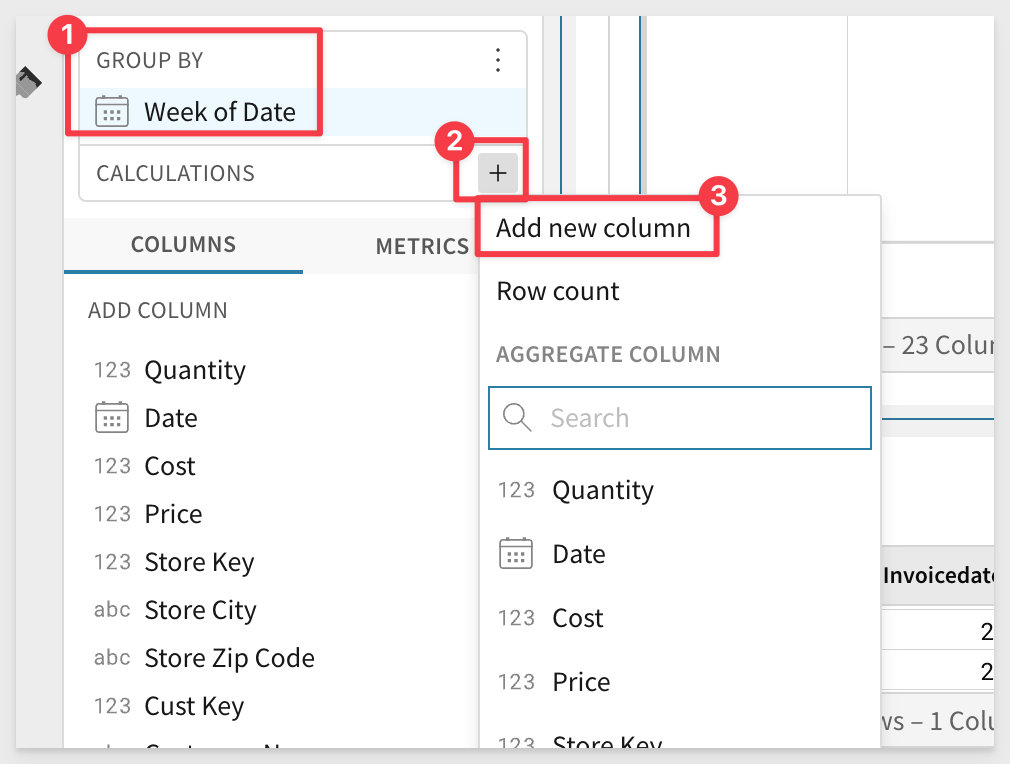 1
GROUP BY
Week of Date
2
CALCULATIONS
+
3
Add new column
COLUMNS
METRICS
Row count
ADD COLUMN
AGGREGATE COLUMN
– 23 Colum
123 Quantity
Search
Date
123 Cost
123 Quantity
123 Price
Date
123 Store Key
Invoicedate
abc Store City
123 Cost
2
abc Store Zip Code
2
123 Price
123 Cust Key
ws – 1 Colu
123 Store Key